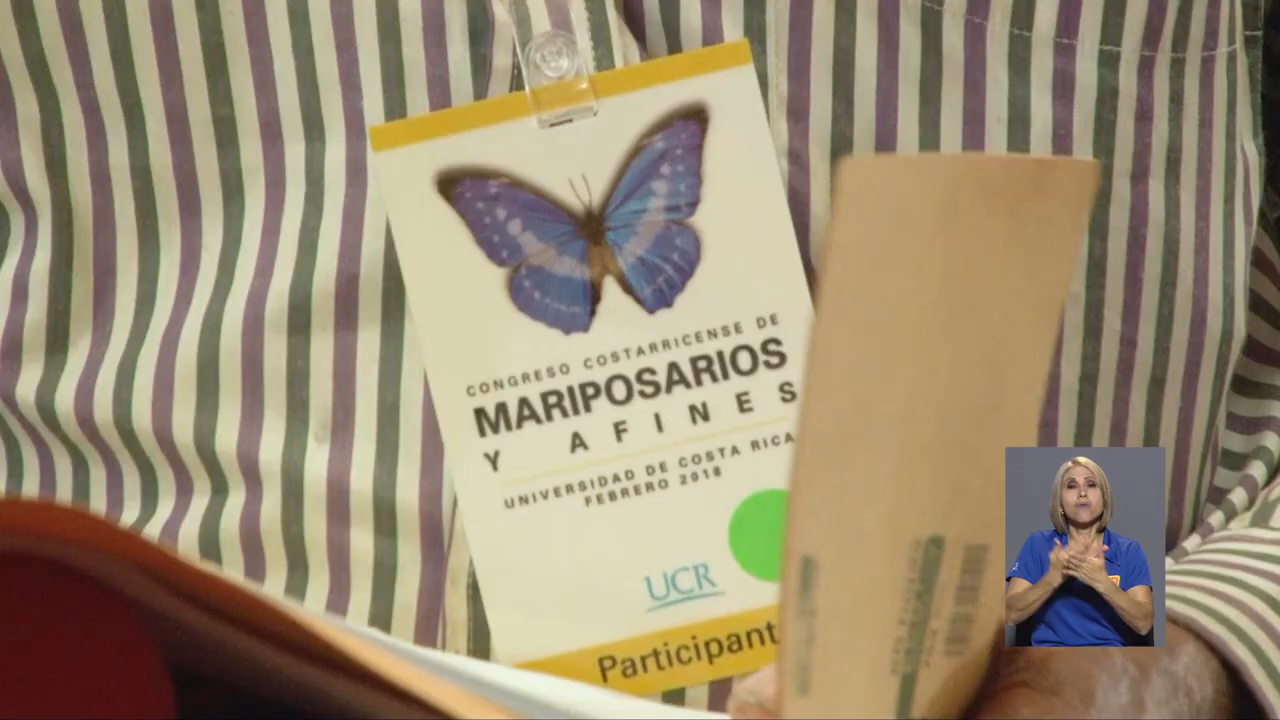 CONGRESO COSTARRICENSE DE
MARIPOSARIOS
Y AFINES
UNIVERSIDAD DE COSTA RICA
FEBRERO 2018
UCR
Participant